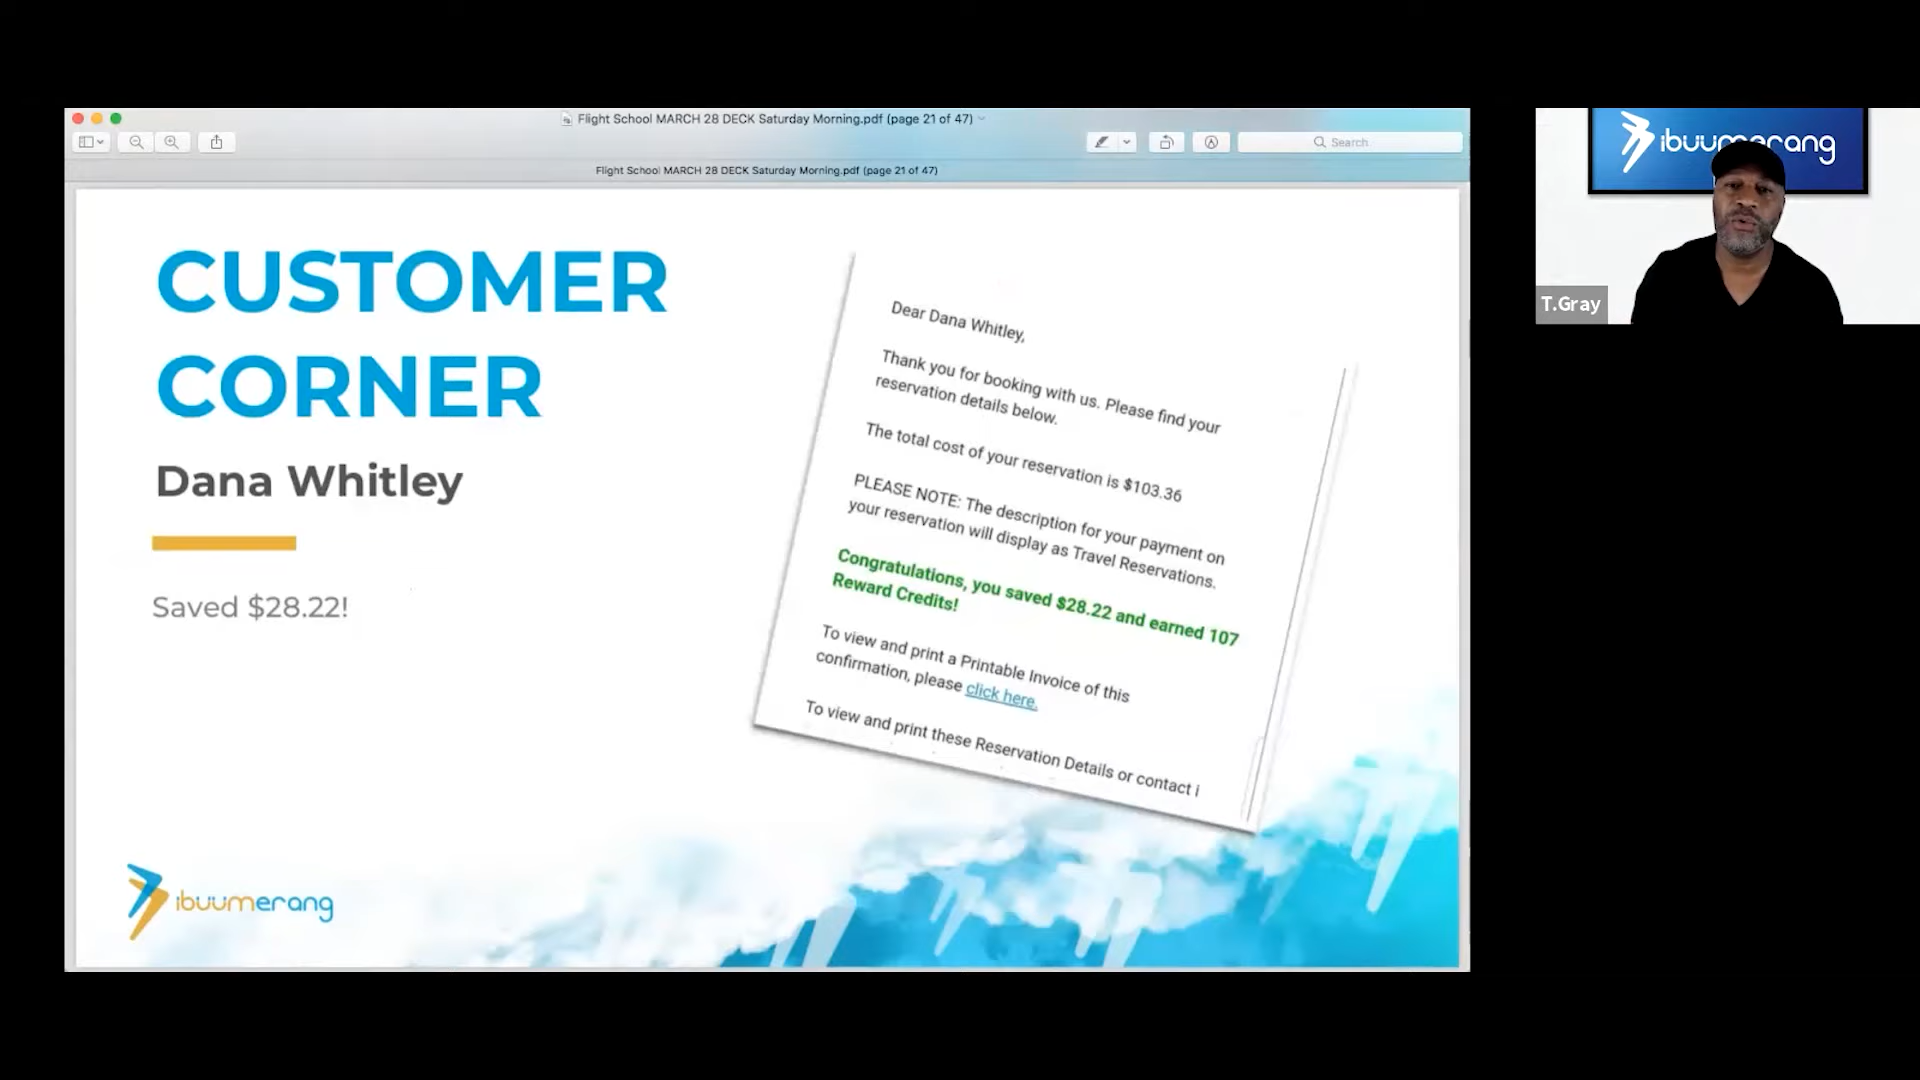 Flight School MARCH 28 DECK Saturday Morning.pdf (page 21 of 47)
Search
Flight School MARCH 28 DECK Saturday Morning.pdf (page 21 of 47)
CUSTOMER
CORNER
Dana Whitley
Saved $28.22!
Dear Dana Whitley,
Thank you for booking with us. Please find your
reservation details below.
The total cost of your reservation is $103.36
PLEASE NOTE: The description for your payment on
your reservation will display as Travel Reservations.
Congratulations, you saved $28.22 and earned 107
Reward Credits!
To view and print a Printable Invoice of this
confirmation, please click here.
To view and print these Reservation Details or contact i
ibuumerang
ibuumerang
T.Gray